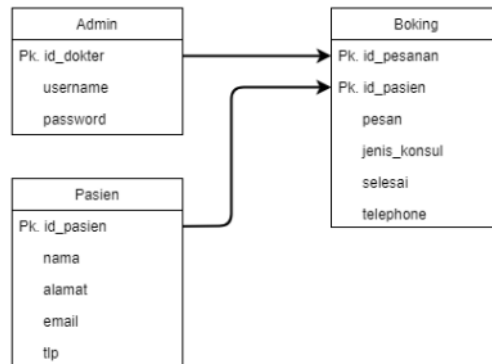 Admin
Pk. id_dokter
username
password
Pasien
Pk. id_pasien
nama
alamat
email
tlp
Boking
Pk. id_pesanan
Pk. id_pasien
pesan
jenis_konsul
selesai
telephone